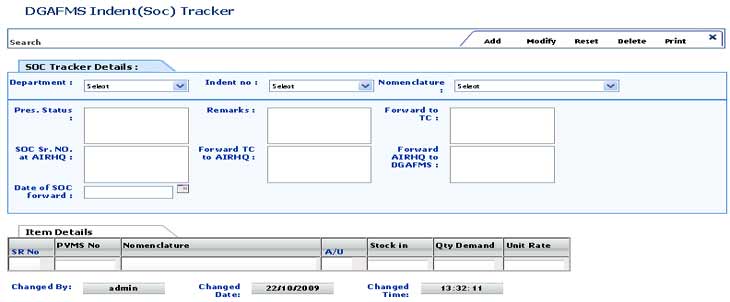 DGAFMS Indent(Soc) Tracker
Search Add Modify Reset Delete Print X
SOC Tracker Details :
Department : Select Indent no : Select Nomenclature : Select
Pres. Status : Remarks : Forward to TC :
SOC Sr. NO. at AIRHQ : Forward TC to AIRHQ : Forward AIRHQ to DGAFMS :
Date of SOC forward :
Item Details
SR No PVMS No Nomenclature A/U Stock in Qty Demand Unit Rate
Changed By: admin Changed Date: 22/10/2009 Changed Time: 13:32:11